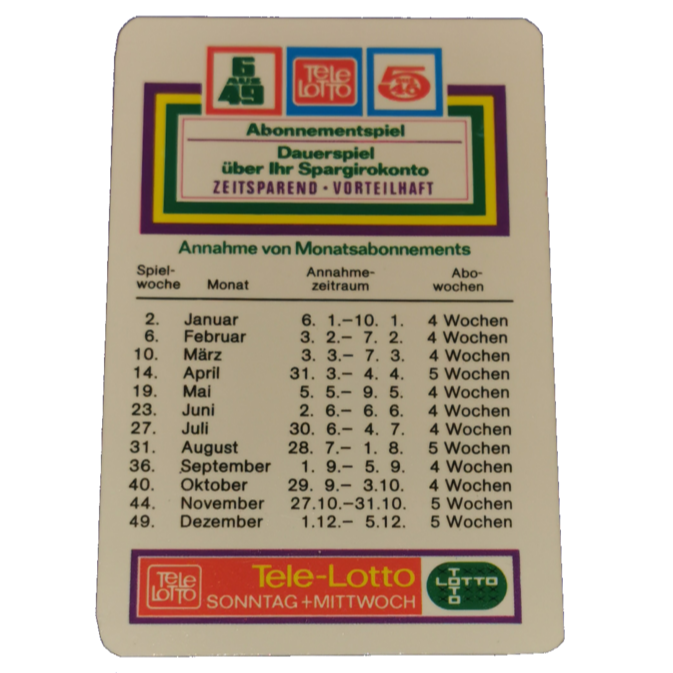 6 AUS 49
TELE LOTTO
5
Abonnementspiel
Dauerspiel
über Ihr Spargirokonto
ZEITSPAREND · VORTEILHAFT
Annahme von Monatsabonnements
Spiel- Annahme- Abo-
woche Monat zeitraum wochen
2. Januar 6. 1.–10. 1. 4 Wochen
6. Februar 3. 2.– 7. 2. 4 Wochen
10. März 3. 3.– 7. 3. 4 Wochen
14. April 31. 3.– 4. 4. 5 Wochen
19. Mai 5. 5.– 9. 5. 4 Wochen
23. Juni 2. 6.– 6. 6. 4 Wochen
27. Juli 30. 6.– 4. 7. 4 Wochen
31. August 28. 7.– 1. 8. 5 Wochen
36. September 1. 9.– 5. 9. 4 Wochen
40. Oktober 29. 9.– 3.10. 4 Wochen
44. November 27.10.–31.10. 5 Wochen
49. Dezember 1.12.– 5.12. 5 Wochen
TELE LOTTO
Tele-Lotto
SONNTAG+MITTWOCH
LOTTO
TOTO